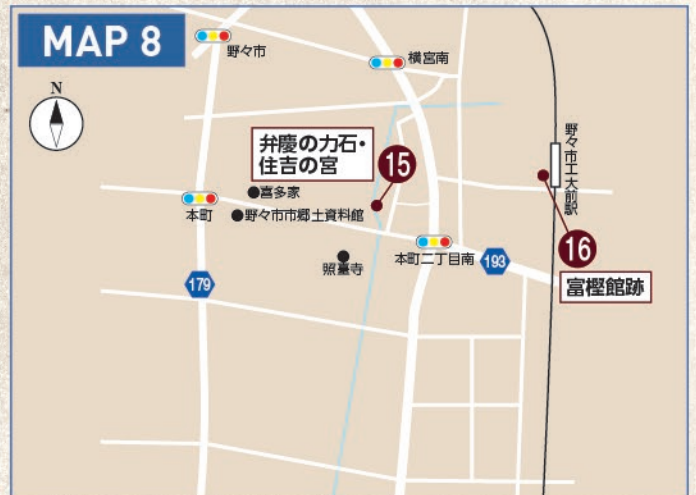 MAP 8
N
野々市
横宮南
弁慶の力石・
住吉の宮
15
喜多家
本町
野々市市郷土資料館
照臺寺
本町二丁目南
193
179
野々市工大前駅
16
富樫館跡